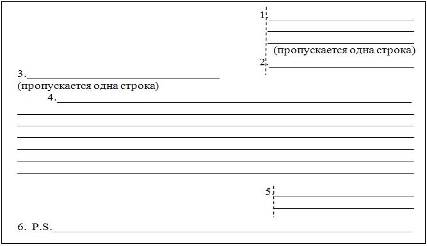 1.
(пропускается одна строка)
2.
3.
(пропускается одна строка)
4.
5.
6. P.S.